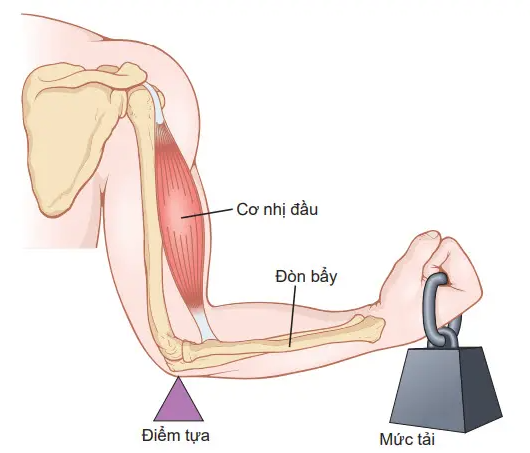 Cơ nhị đầu
Đòn bẩy
Điểm tựa
Mức tải